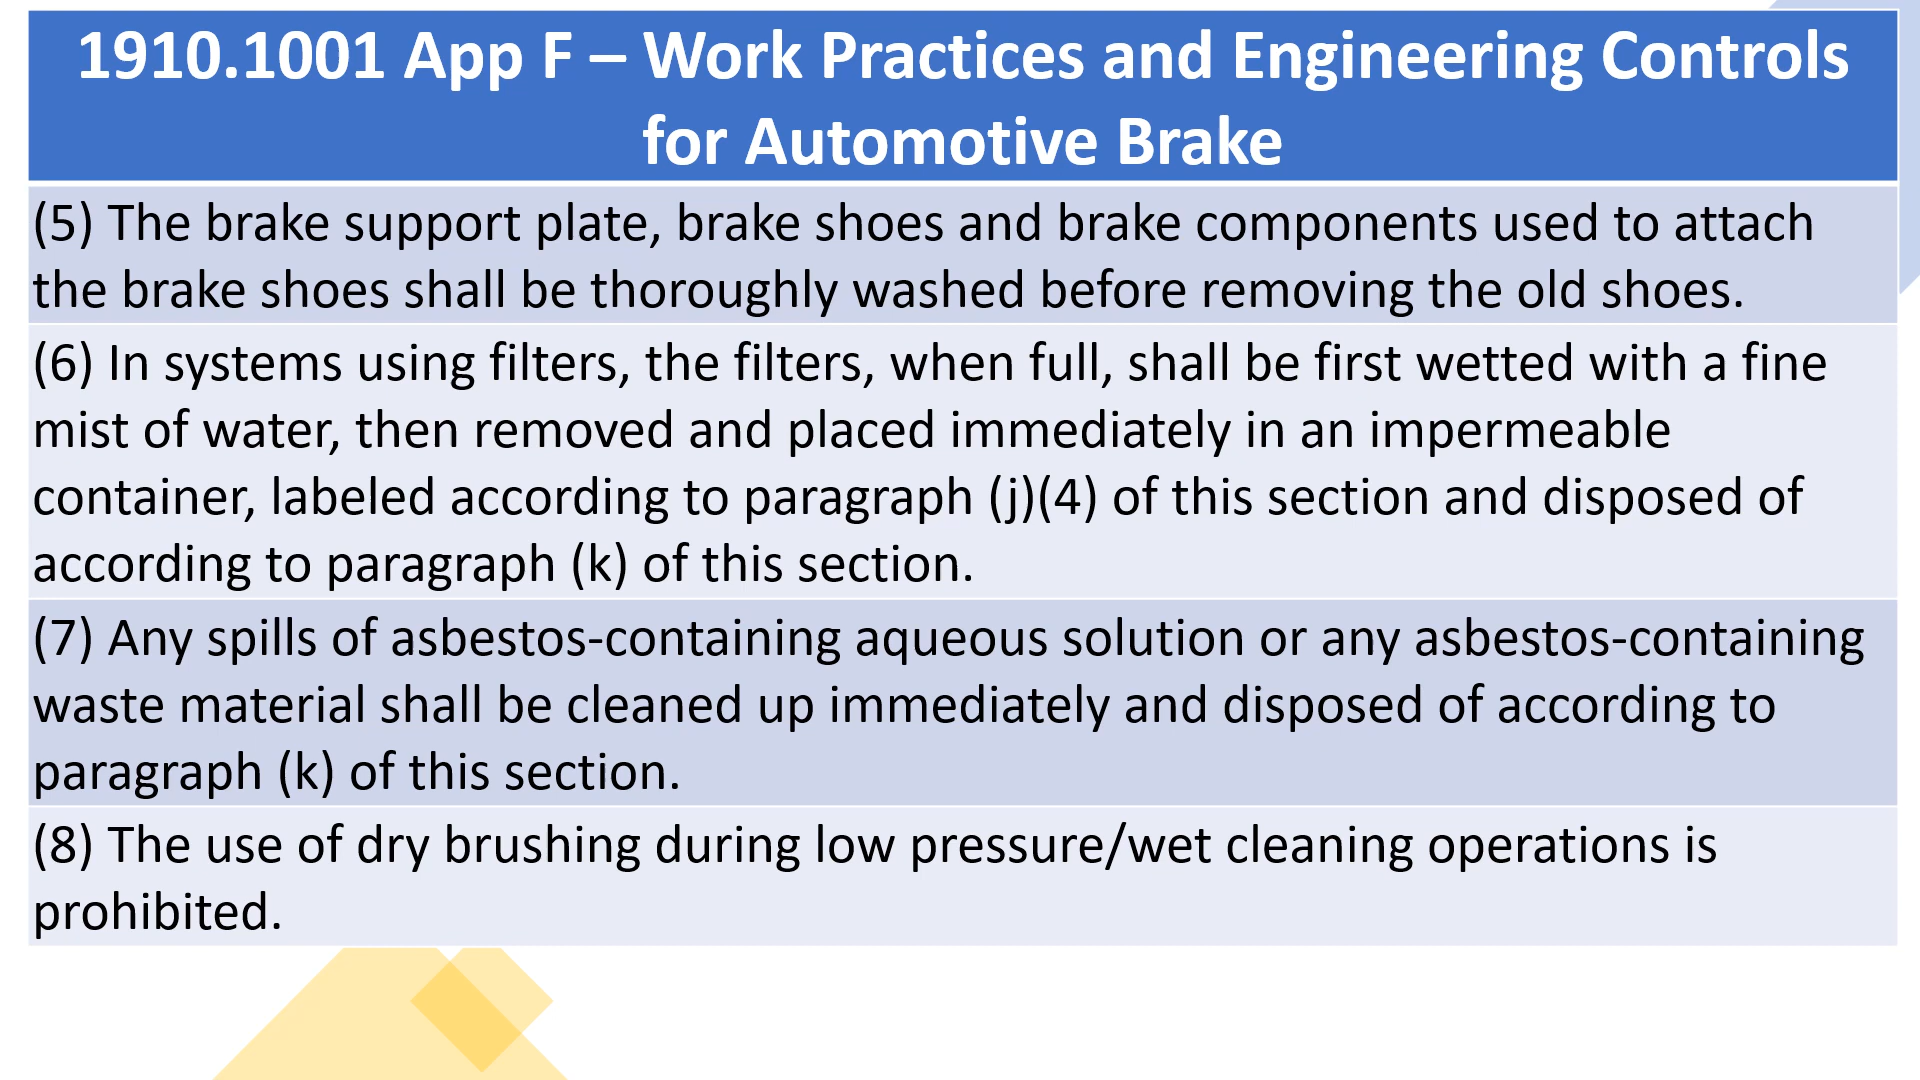 1910.1001 App F – Work Practices and Engineering Controls
for Automotive Brake
(5) The brake support plate, brake shoes and brake components used to attach
the brake shoes shall be thoroughly washed before removing the old shoes.
(6) In systems using filters, the filters, when full, shall be first wetted with a fine
mist of water, then removed and placed immediately in an impermeable
container, labeled according to paragraph (j)(4) of this section and disposed of
according to paragraph (k) of this section.
(7) Any spills of asbestos-containing aqueous solution or any asbestos-containing
waste material shall be cleaned up immediately and disposed of according to
paragraph (k) of this section.
(8) The use of dry brushing during low pressure/wet cleaning operations is
prohibited.